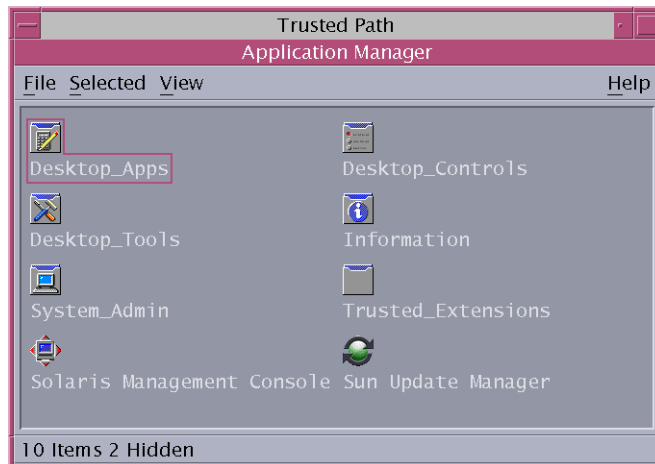 Trusted Path
Application Manager
File Selected View Help
Desktop_Apps Desktop_Controls
Desktop_Tools Information
System_Admin Trusted_Extensions
Solaris Management Console Sun Update Manager
10 Items 2 Hidden